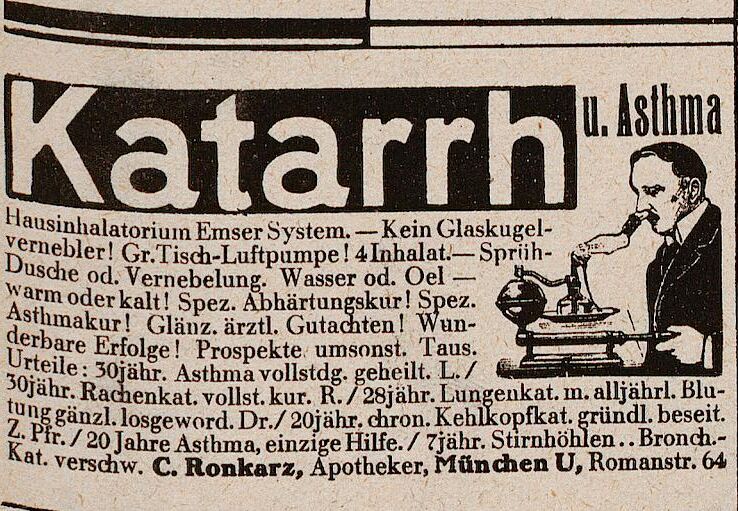 Katarrh u. Asthma
Hausinhalatorium Emser System. — Kein Glaskugel-
vernebler! Gr. Tisch-Luftpumpe! 4 Inhalat. — Sprüh-
Dusche od. Vernebelung. Wasser od. Oel —
warm oder kalt! Spez. Abhärtungskur! Spez.
Asthmakur! Glänz. ärztl. Gutachten! Wun-
derbare Erfolge! Prospekte umsonst. Taus.
Urteile: 30jähr. Asthma vollstdg. geheilt. L./
30jähr. Rachenkat. vollst. kur. R./ 28jähr. Lungenkat. m. alljährl. Blu-
tung gänzl. losgeword. Dr./ 20jähr. chron. Kehlkopfkat. gründl. beseit.
Z. Pfr./ 20 Jahre Asthma, einzige Hilfe./ 7jähr. Stirnhöhlen.. Bronch.-
Kat. verschw. C. Ronkarz, Apotheker, München U, Romanstr. 64